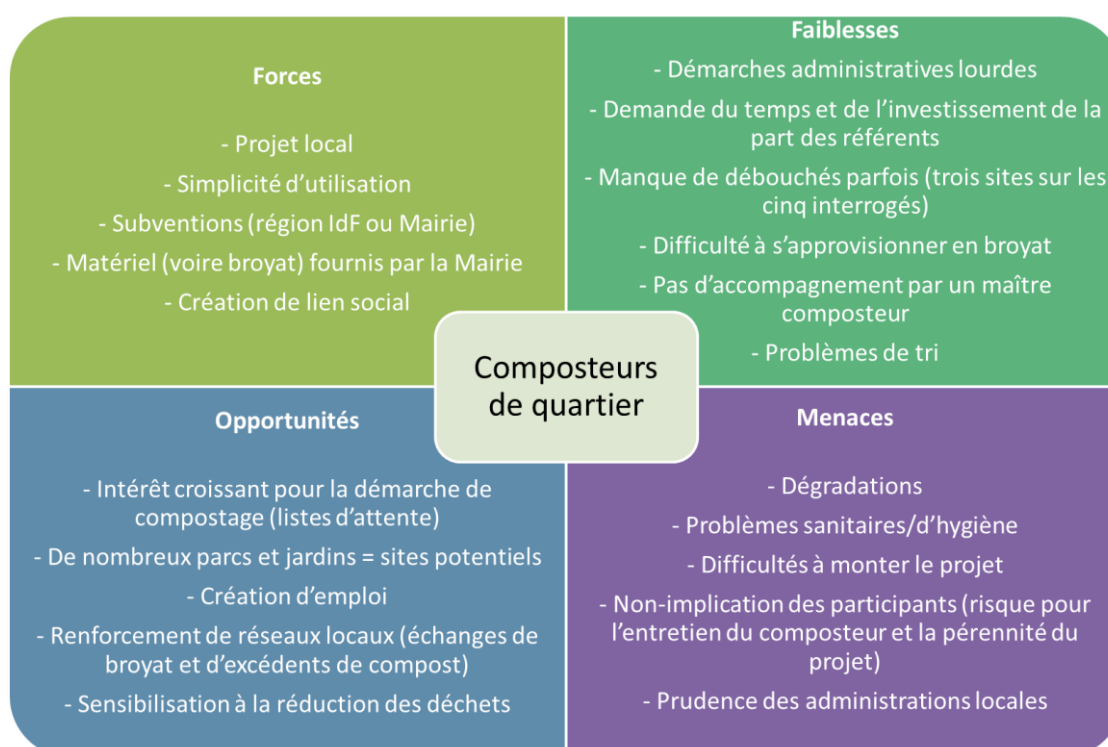 Forces
- Projet local
- Simplicité d’utilisation
- Subventions (région IdF ou Mairie)
- Matériel (voire broyat) fournis par la Mairie
- Création de lien social
Faiblesses
- Démarches administratives lourdes
- Demande du temps et de l’investissement de la
part des référents
- Manque de débouchés parfois (trois sites sur les
cinq interrogés)
- Difficulté à s’approvisionner en broyat
- Pas d’accompagnement par un maître
composteur
- Problèmes de tri
Composteurs
de quartier
Opportunités
- Intérêt croissant pour la démarche de
compostage (listes d’attente)
- De nombreux parcs et jardins = sites potentiels
- Création d’emploi
- Renforcement de réseaux locaux (échanges de
broyat et d’excédents de compost)
- Sensibilisation à la réduction des déchets
Menaces
- Dégradations
- Problèmes sanitaires/d’hygiène
- Difficultés à monter le projet
- Non-implication des participants (risque pour
l’entretien du composteur et la pérennité du
projet)
- Prudence des administrations locales